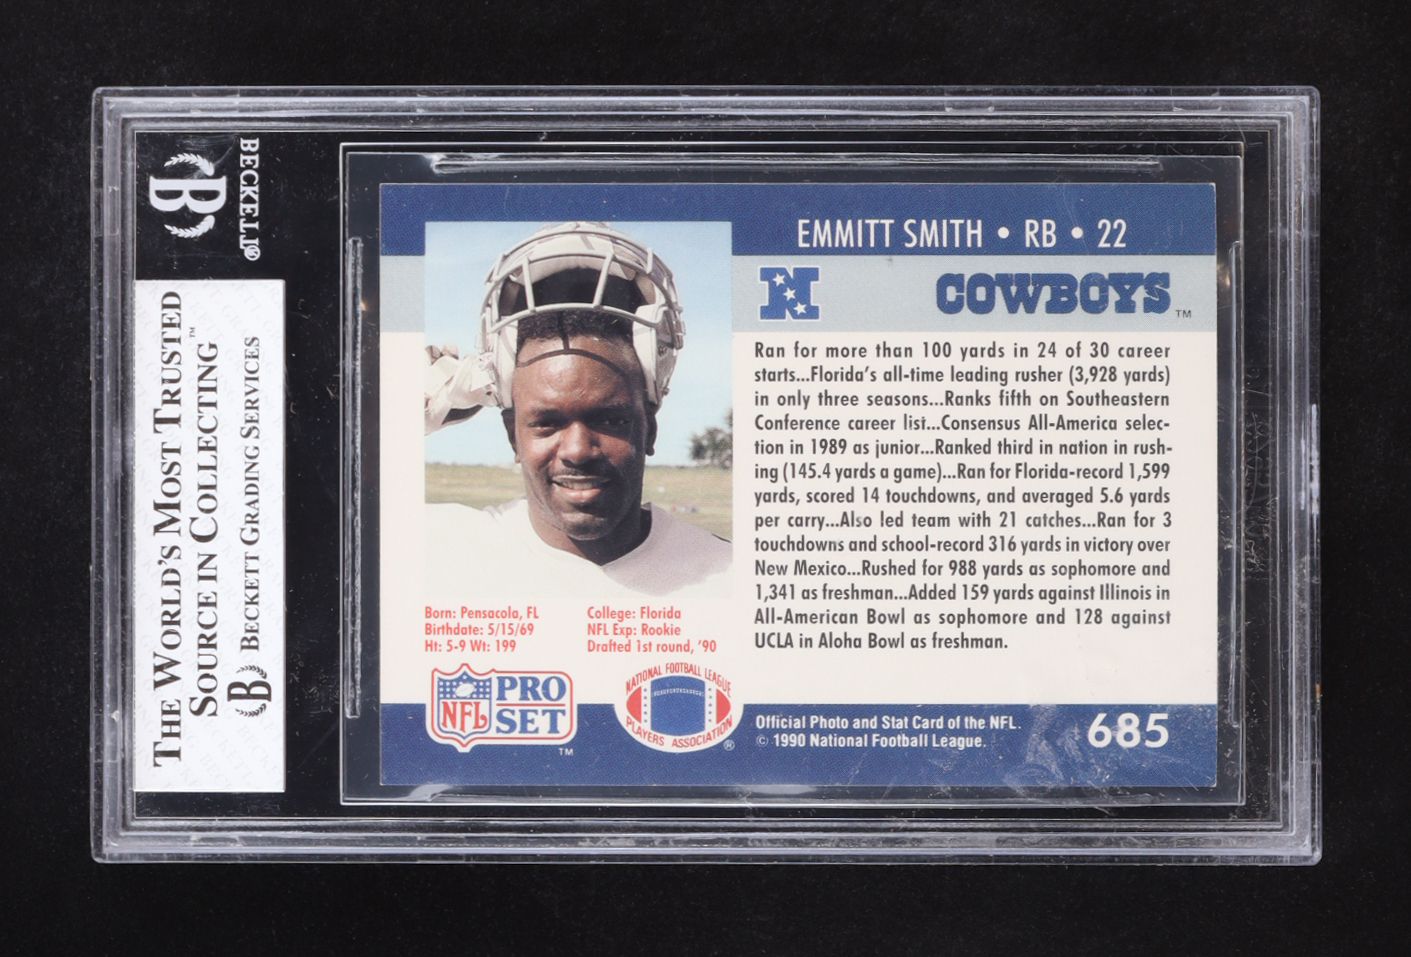 BECKETT®
B
THE WORLD'S MOST TRUSTED
SOURCE IN COLLECTING™
B BECKETT GRADING SERVICES
EMMITT SMITH • RB • 22
N
COWBOYS™
Ran for more than 100 yards in 24 of 30 career
starts...Florida's all-time leading rusher (3,928 yards)
in only three seasons...Ranks fifth on Southeastern
Conference career list...Consensus All-America selec-
tion in 1989 as junior...Ranked third in nation in rush-
ing (145.4 yards a game)...Ran for Florida-record 1,599
yards, scored 14 touchdowns, and averaged 5.6 yards
per carry...Also led team with 21 catches...Ran for 3
touchdowns and school-record 316 yards in victory over
New Mexico...Rushed for 988 yards as sophomore and
1,341 as freshman...Added 159 yards against Illinois in
All-American Bowl as sophomore and 128 against
UCLA in Aloha Bowl as freshman.
Born: Pensacola, FL
Birthdate: 5/15/69
Ht: 5-9 Wt: 199
College: Florida
NFL Exp: Rookie
Drafted 1st round, '90
NFL PRO
SET™
NATIONAL FOOTBALL LEAGUE
PLAYERS ASSOCIATION®
Official Photo and Stat Card of the NFL.
© 1990 National Football League.
685